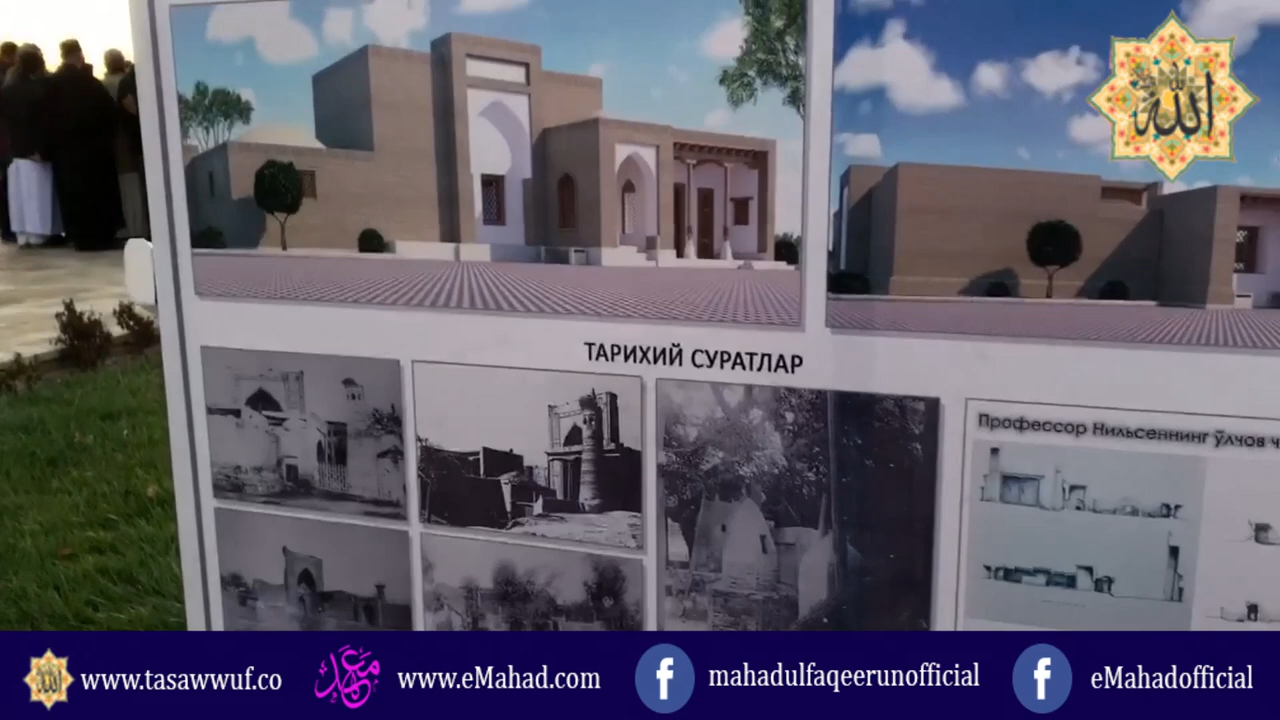 الله
ТАРИХИЙ СУРАТЛАР
Профессор Нильсеннинг ўлчов
www.tasawwuf.co
www.eMahad.com
mahadulfaqeerunofficial
eMahadofficial